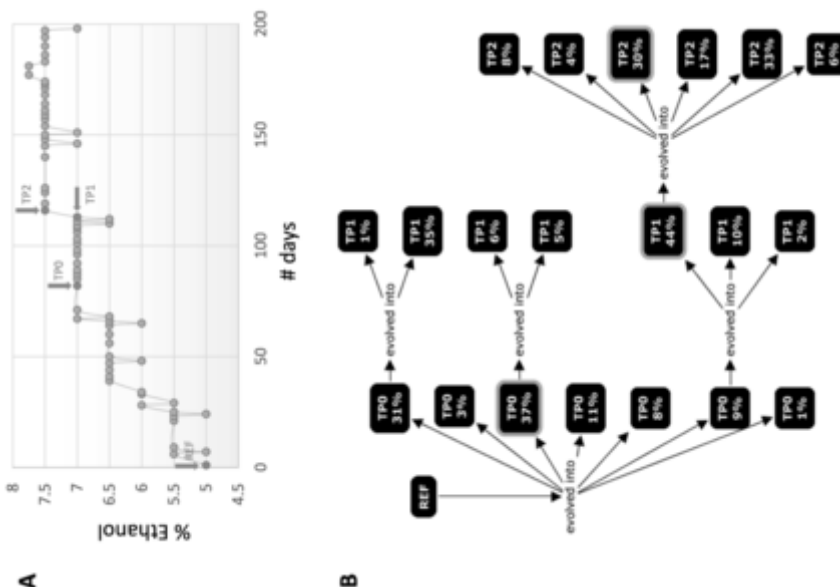 A
% Ethanol
8
7.5
7
6.5
6
5.5
5
4.5
0
50
100
150
200
# days
REF
TP0
TP1
TP2
B
REF
evolved into
TP0
31%
TP0
3%
TP0
37%
TP0
11%
TP0
8%
TP0
9%
TP0
1%
evolved into
evolved into
evolved into
TP1
1%
TP1
35%
TP1
6%
TP1
5%
TP1
44%
TP1
10%
TP1
2%
evolved into
TP2
8%
TP2
4%
TP2
30%
TP2
17%
TP2
33%
TP2
6%